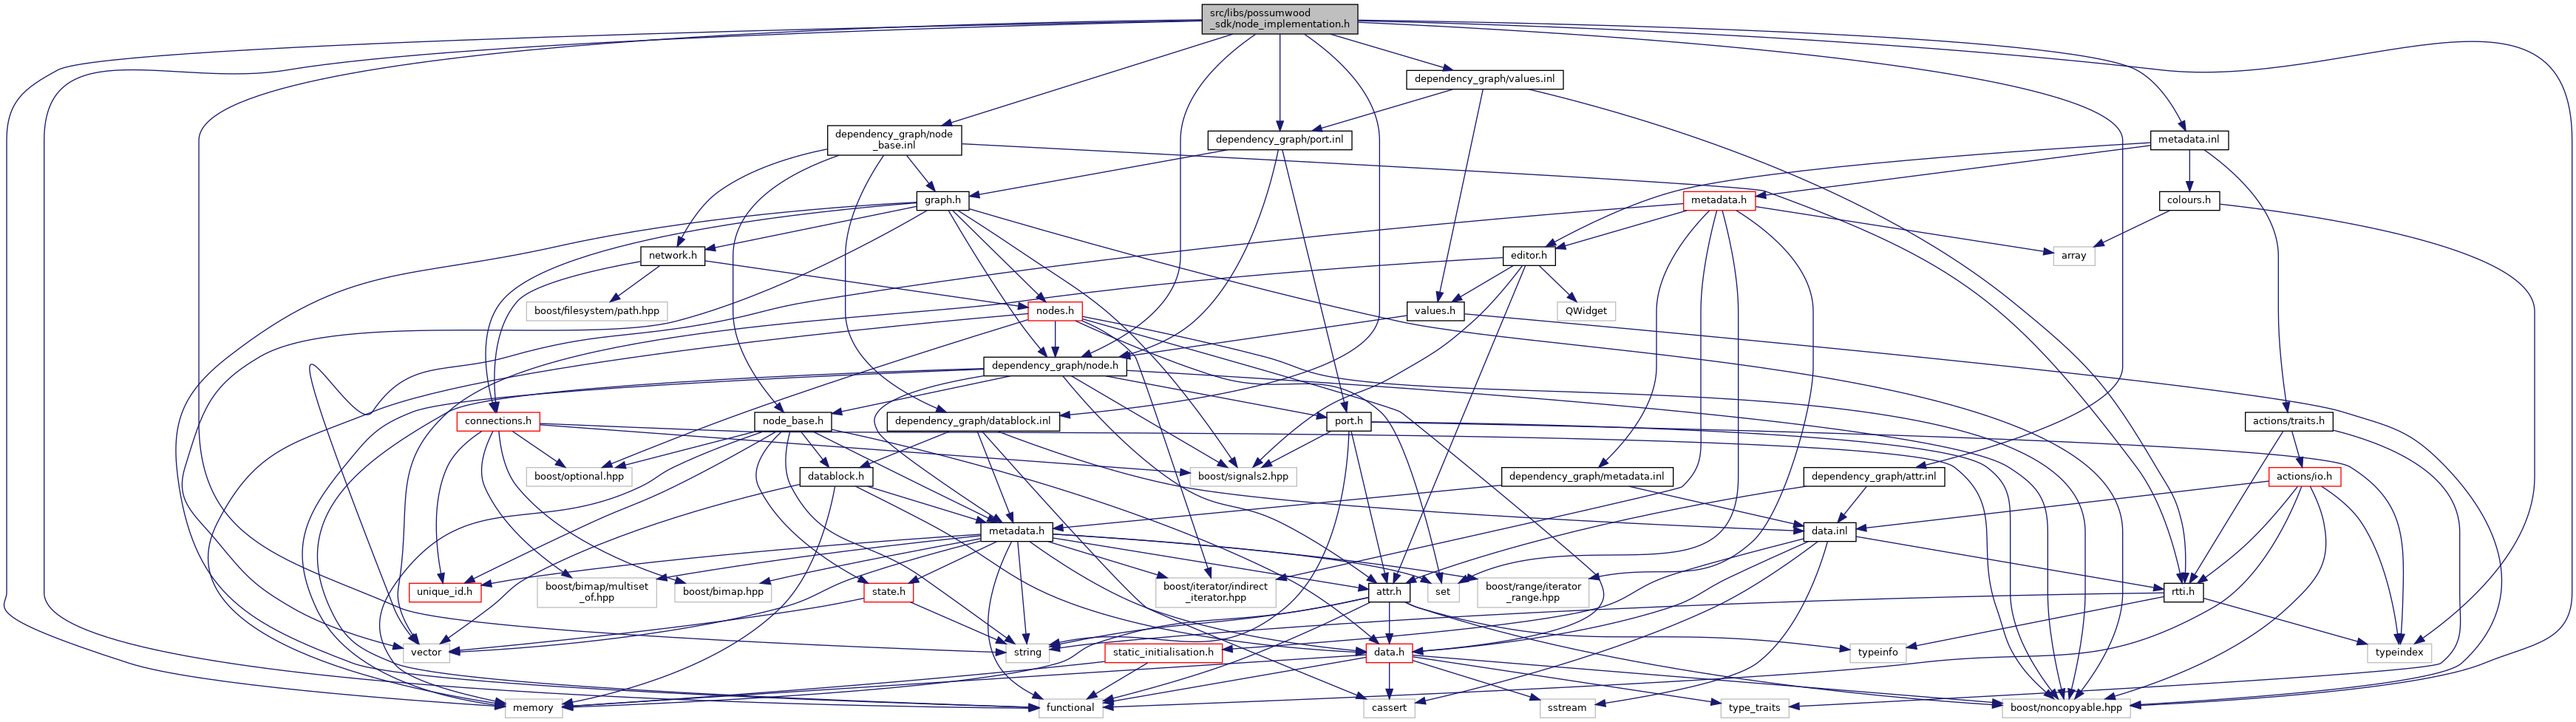 src/libs/possumwood
_sdk/node_implementation.h
dependency_graph/values.inl
dependency_graph/node
_base.inl
dependency_graph/port.inl
metadata.inl
graph.h
metadata.h
colours.h
network.h
editor.h
array
boost/filesystem/path.hpp
nodes.h
values.h
QWidget
dependency_graph/node.h
connections.h
node_base.h
dependency_graph/datablock.inl
port.h
actions/traits.h
boost/optional.hpp
datablock.h
boost/signals2.hpp
dependency_graph/metadata.inl
dependency_graph/attr.inl
actions/io.h
metadata.h
data.inl
unique_id.h
boost/bimap/multiset
_of.hpp
boost/bimap.hpp
state.h
boost/iterator/indirect
_iterator.hpp
attr.h
set
boost/range/iterator
_range.hpp
rtti.h
vector
string
static_initialisation.h
data.h
typeinfo
typeindex
memory
functional
cassert
sstream
type_traits
boost/noncopyable.hpp